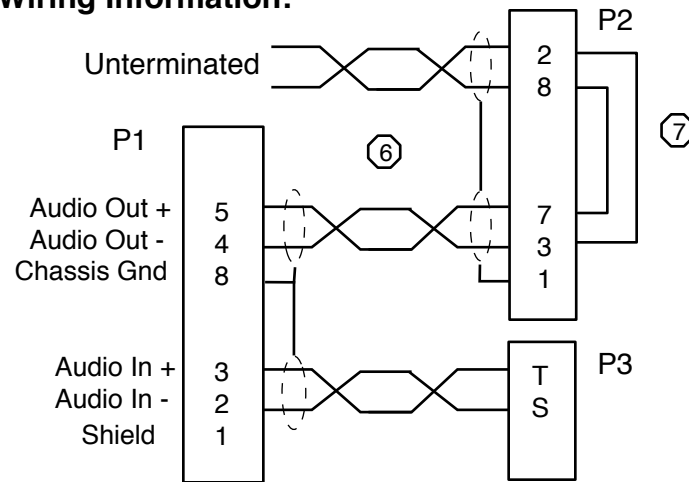 Wiring Information:
P2
Unterminated
2
8
7
P1
6
Audio Out +
5
7
Audio Out -
4
3
Chassis Gnd
8
1
Audio In +
3
T
P3
Audio In -
2
S
Shield
1